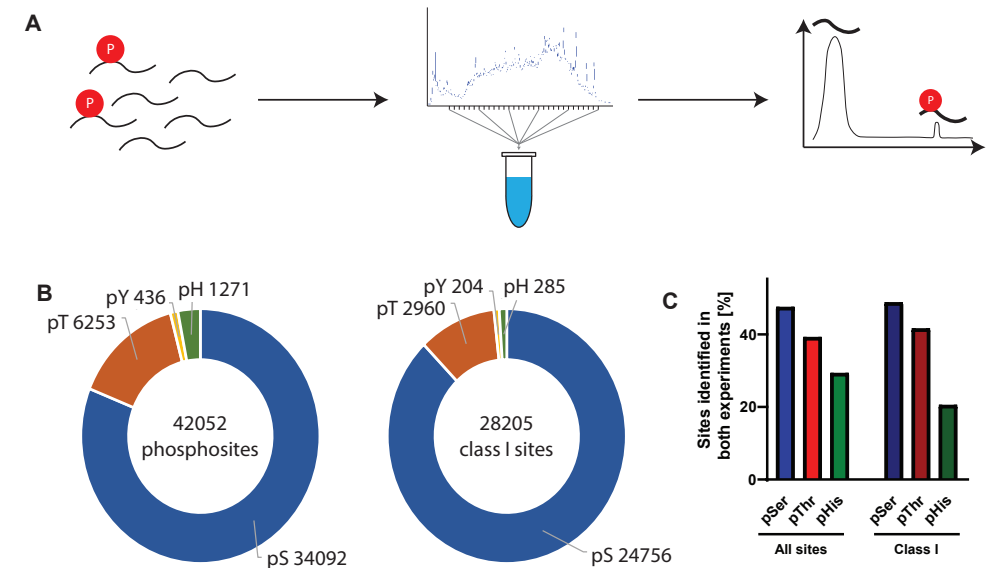 A
P
P
P
B
pY 436
pH 1271
pT 6253
42052
phosphosites
pS 34092
pY 204
pH 285
pT 2960
28205
class I sites
pS 24756
C
Sites identified in
both experiments [%]
40
20
0
pSer
pThr
pHis
pSer
pThr
pHis
All sites
Class I